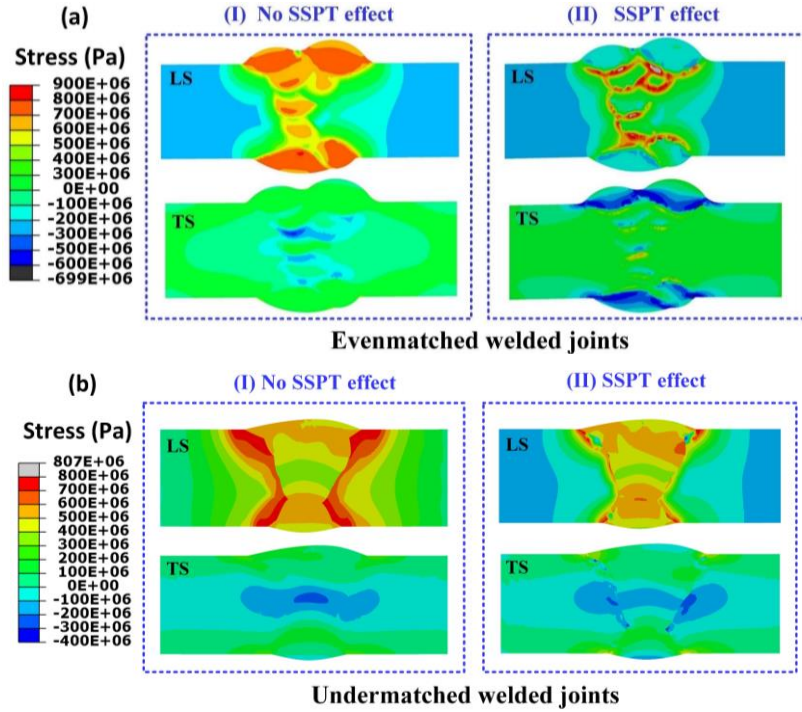 (a)
(I) No SSPT effect
(II) SSPT effect
Stress (Pa)
900E+06
800E+06
700E+06
600E+06
500E+06
400E+06
300E+06
200E+06
100E+06
0E+00
-100E+06
-200E+06
-300E+06
-500E+06
-600E+06
-699E+06
LS
TS
LS
TS
Evenmatched welded joints
(b)
(I) No SSPT effect
(II) SSPT effect
Stress (Pa)
807E+06
800E+06
700E+06
600E+06
500E+06
400E+06
300E+06
200E+06
100E+06
0E+00
-100E+06
-200E+06
-300E+06
-400E+06
LS
TS
LS
TS
Undermatched welded joints